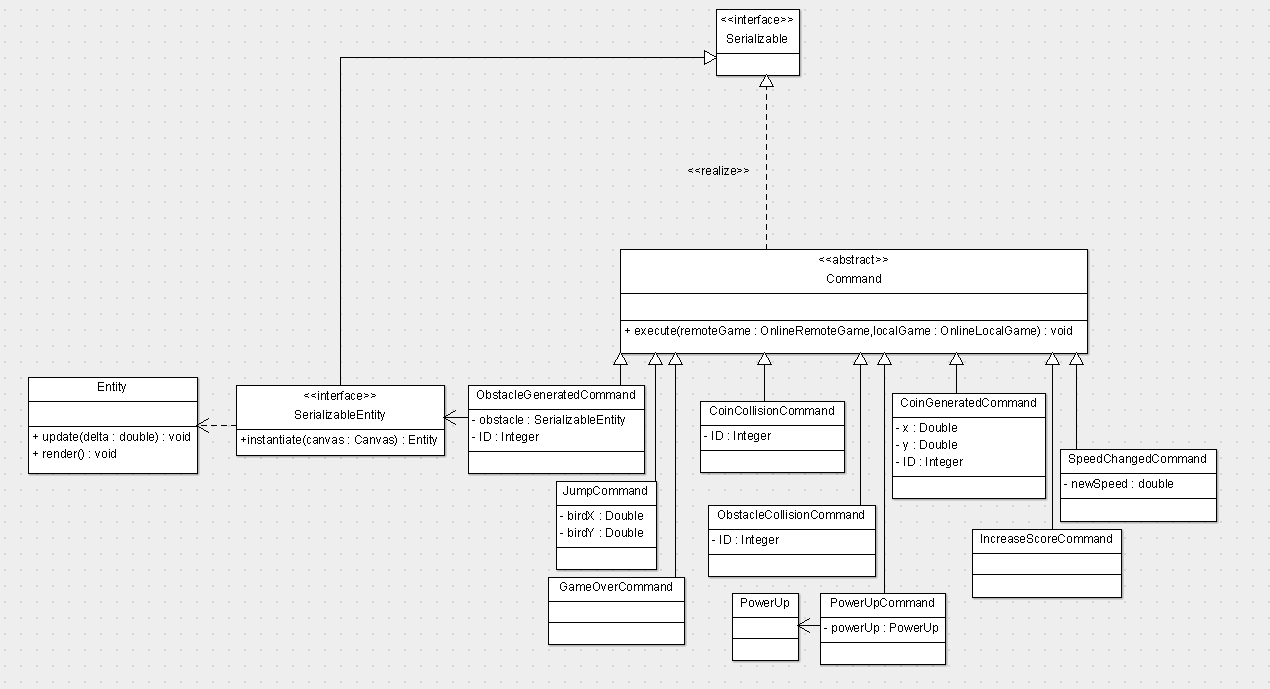 <<interface>>
Serializable
<<realize>>
<<abstract>>
Command
+ execute(remoteGame : OnlineRemoteGame,localGame : OnlineLocalGame) : void
Entity
+ update(delta : double) : void
+ render() : void
<<interface>>
SerializableEntity
+instantiate(canvas : Canvas) : Entity
ObstacleGeneratedCommand
- obstacle : SerializableEntity
- ID : Integer
CoinCollisionCommand
- ID : Integer
CoinGeneratedCommand
- x : Double
- y : Double
- ID : Integer
SpeedChangedCommand
- newSpeed : double
JumpCommand
- birdX : Double
- birdY : Double
ObstacleCollisionCommand
- ID : Integer
IncreaseScoreCommand
GameOverCommand
PowerUp
PowerUpCommand
- powerUp : PowerUp